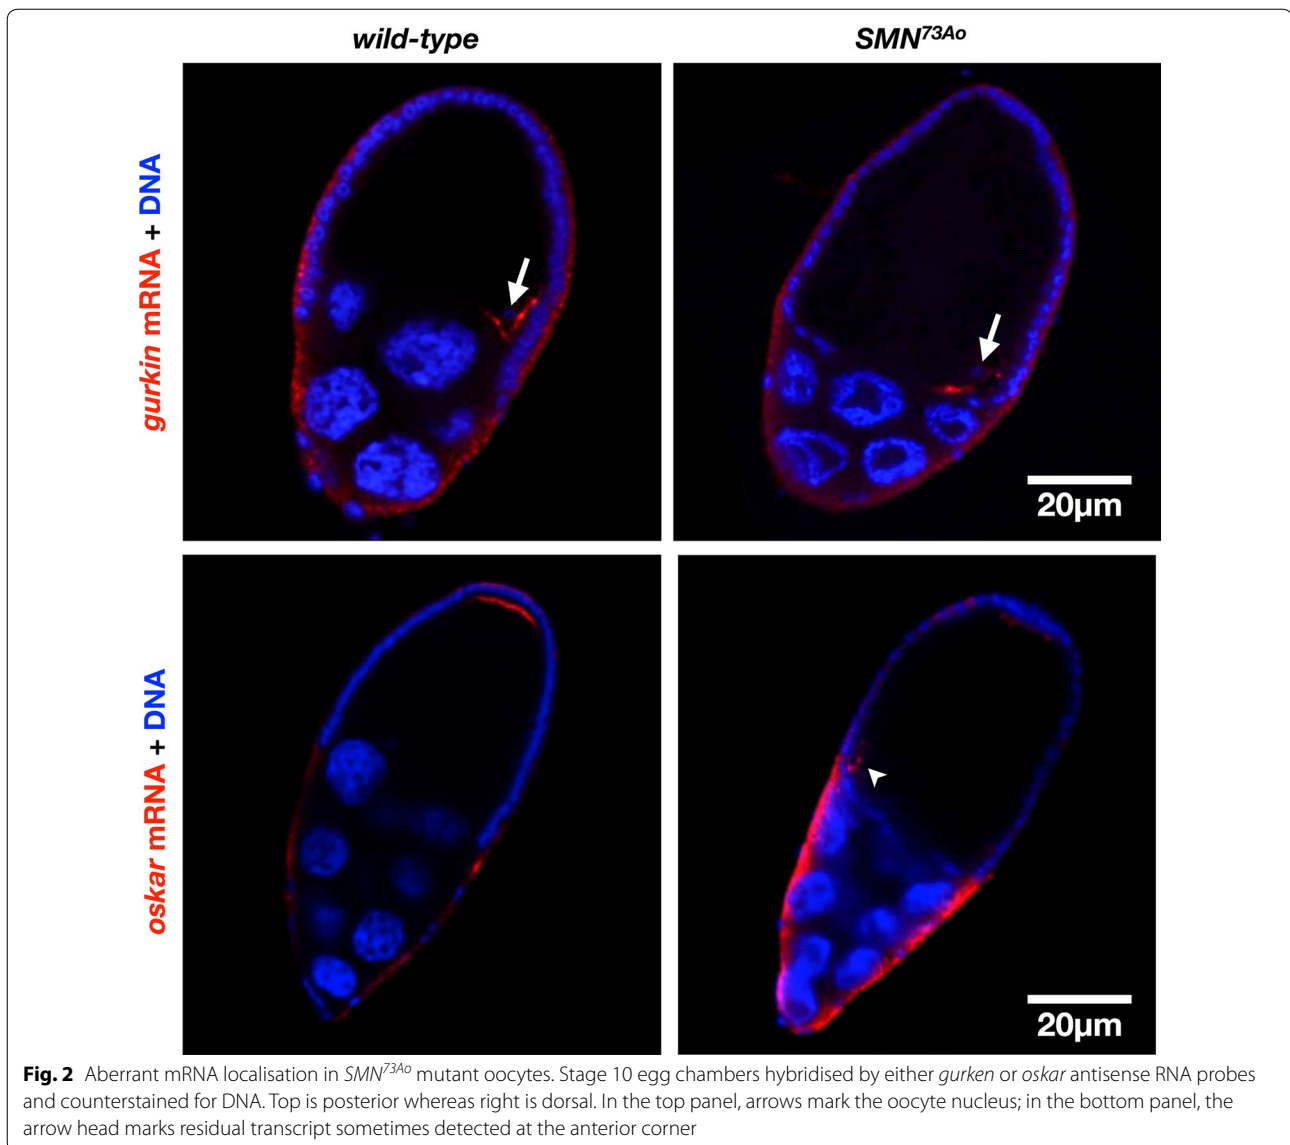 wild-type
SMN73Ao
gurkin mRNA + DNA
20µm
oskar mRNA + DNA
20µm
Fig. 2 Aberrant mRNA localisation in SMN73Ao mutant oocytes. Stage 10 egg chambers hybridised by either gurken or oskar antisense RNA probes
and counterstained for DNA. Top is posterior whereas right is dorsal. In the top panel, arrows mark the oocyte nucleus; in the bottom panel, the
arrow head marks residual transcript sometimes detected at the anterior corner